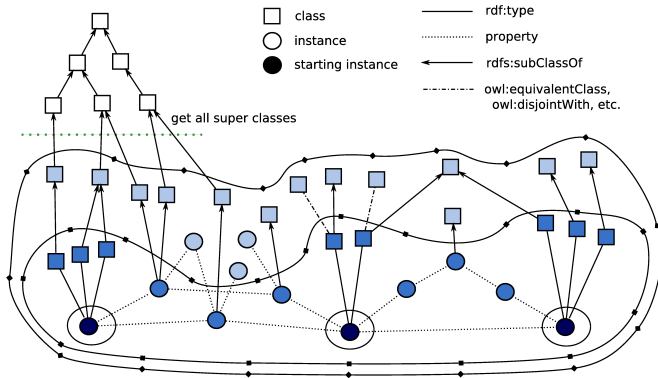 class
instance
starting instance
rdf:type
property
rdfs:subClassOf
owl:equivalentClass,
owl:disjointWith, etc.
get all super classes